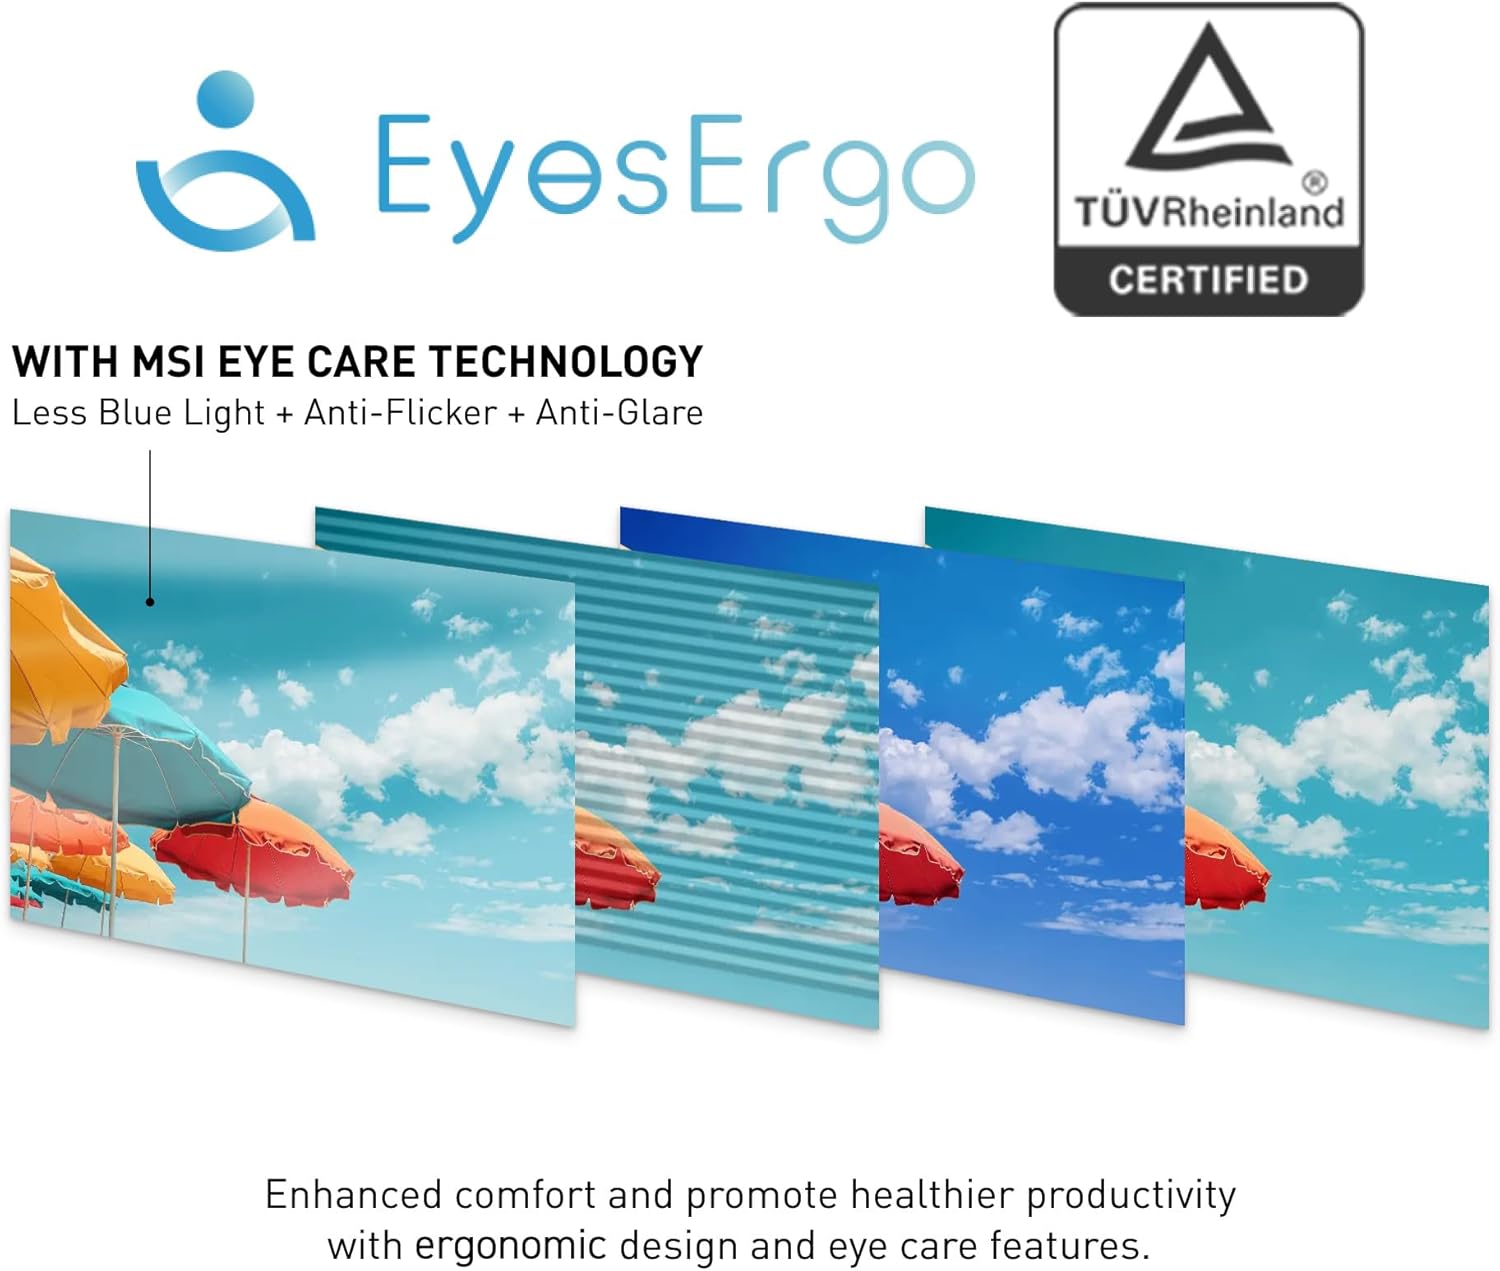 EyesErgo
®
TÜVRheinland
CERTIFIED
WITH MSI EYE CARE TECHNOLOGY
Less Blue Light + Anti-Flicker + Anti-Glare
Enhanced comfort and promote healthier productivity
with ergonomic design and eye care features.